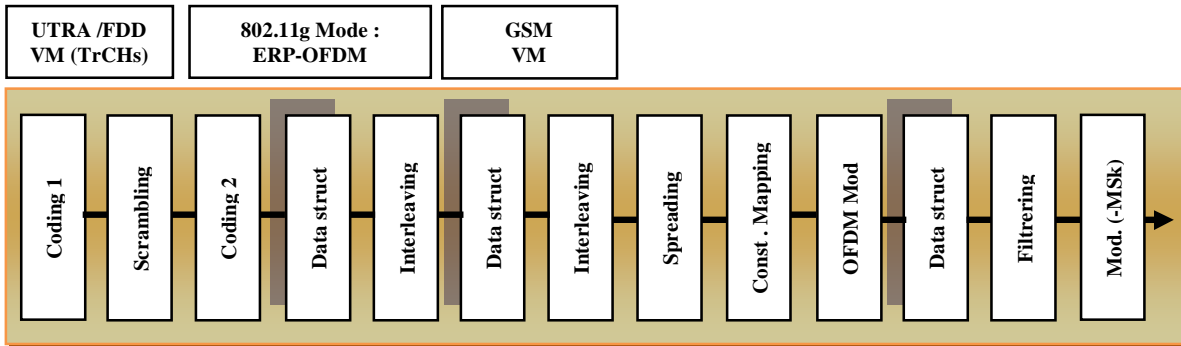 UTRA /FDD
VM (TrCHs)
802.11g Mode :
ERP-OFDM
GSM
VM
Coding 1
Scrambling
Coding 2
Data struct
Interleaving
Data struct
Interleaving
Spreading
Const . Mapping
OFDM Mod
Data struct
Filtrering
Mod. (-MSk)